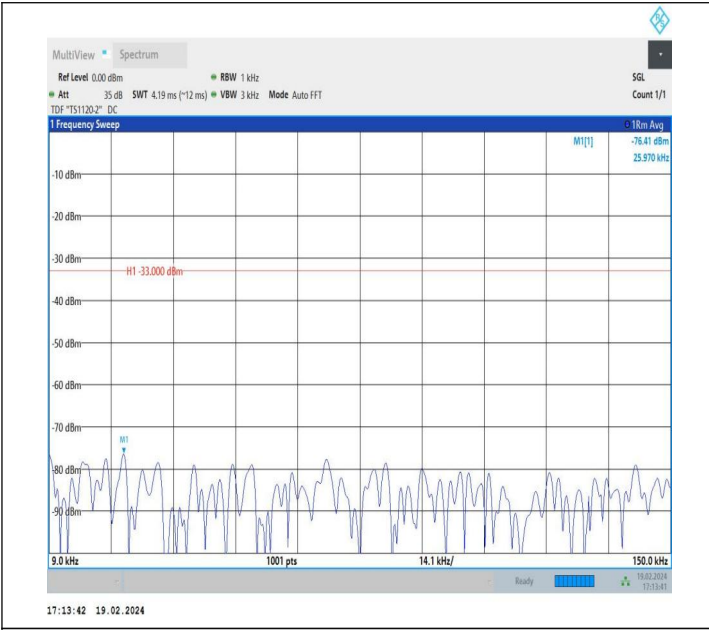 MultiView Spectrum
Ref Level 0.00 dBm RBW 1 kHz SGL
Att 35 dB SWT 4.19 ms (~12 ms) VBW 3 kHz Mode Auto FFT Count 1/1
TDF "TS1120-2" DC
1 Frequency Sweep 1Rm Avg
M1[1] -76.41 dBm
25.970 kHz
-10 dBm
-20 dBm
-30 dBm
H1 -33.000 dBm
-40 dBm
-50 dBm
-60 dBm
-70 dBm
M1
-80 dBm
-90 dBm
9.0 kHz 1001 pts 14.1 kHz/ 150.0 kHz
Ready 19.02.2024
17:13:41
17:13:42 19.02.2024